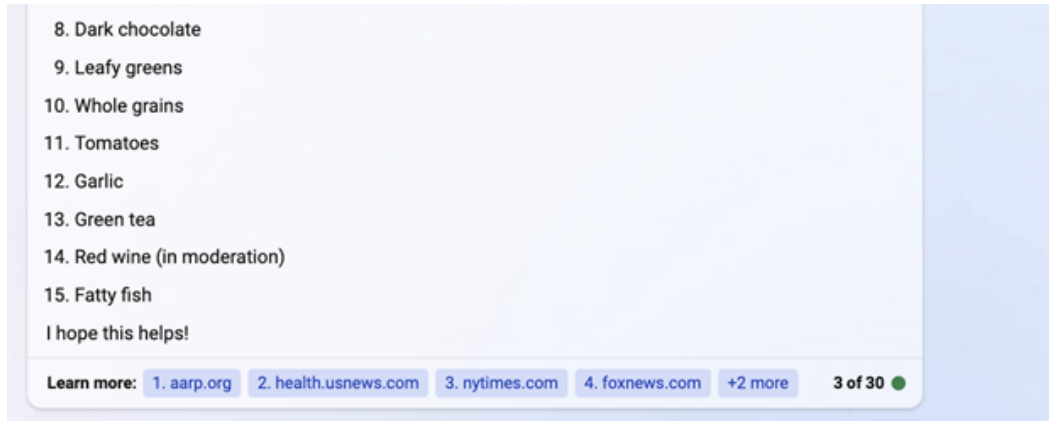 8. Dark chocolate
9. Leafy greens
10. Whole grains
11. Tomatoes
12. Garlic
13. Green tea
14. Red wine (in moderation)
15. Fatty fish
I hope this helps!
Learn more: 1. aarp.org 2. health.usnews.com 3. nytimes.com 4. foxnews.com +2 more 3 of 30